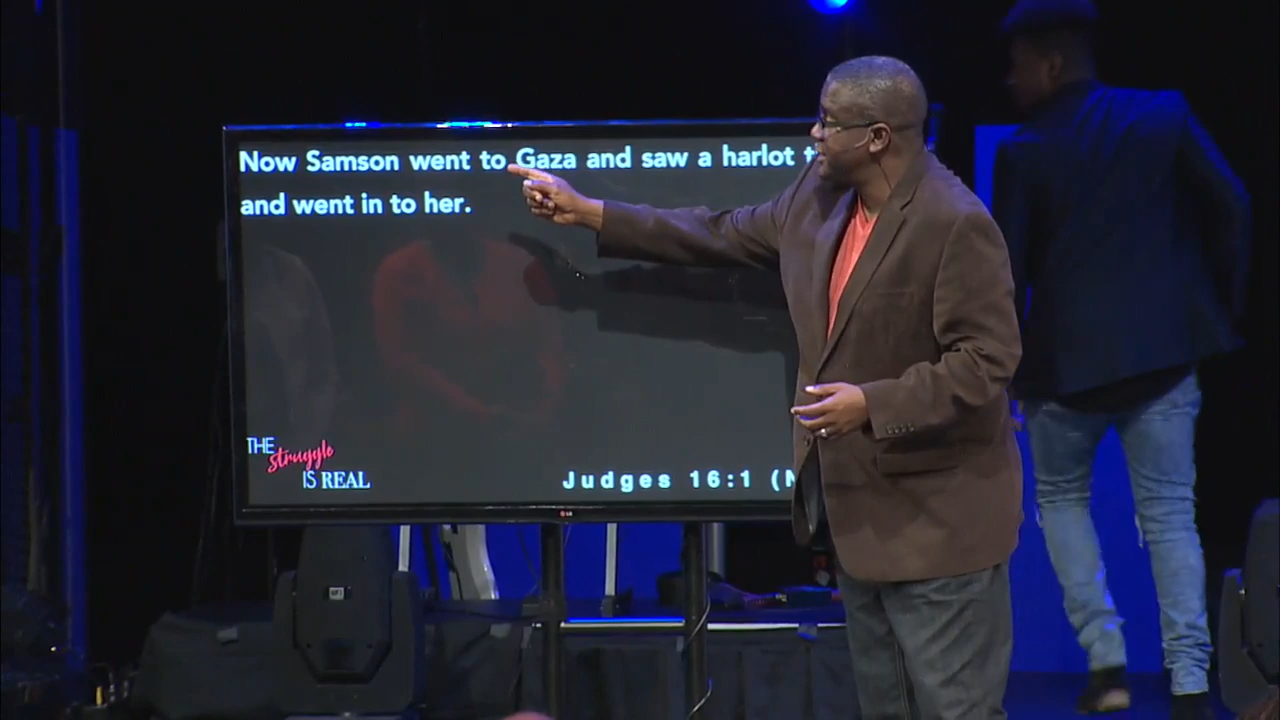 Now Samson went to Gaza and saw a harlot
and went in to her.
THE
struggle
IS REAL
Judges 16:1
LG